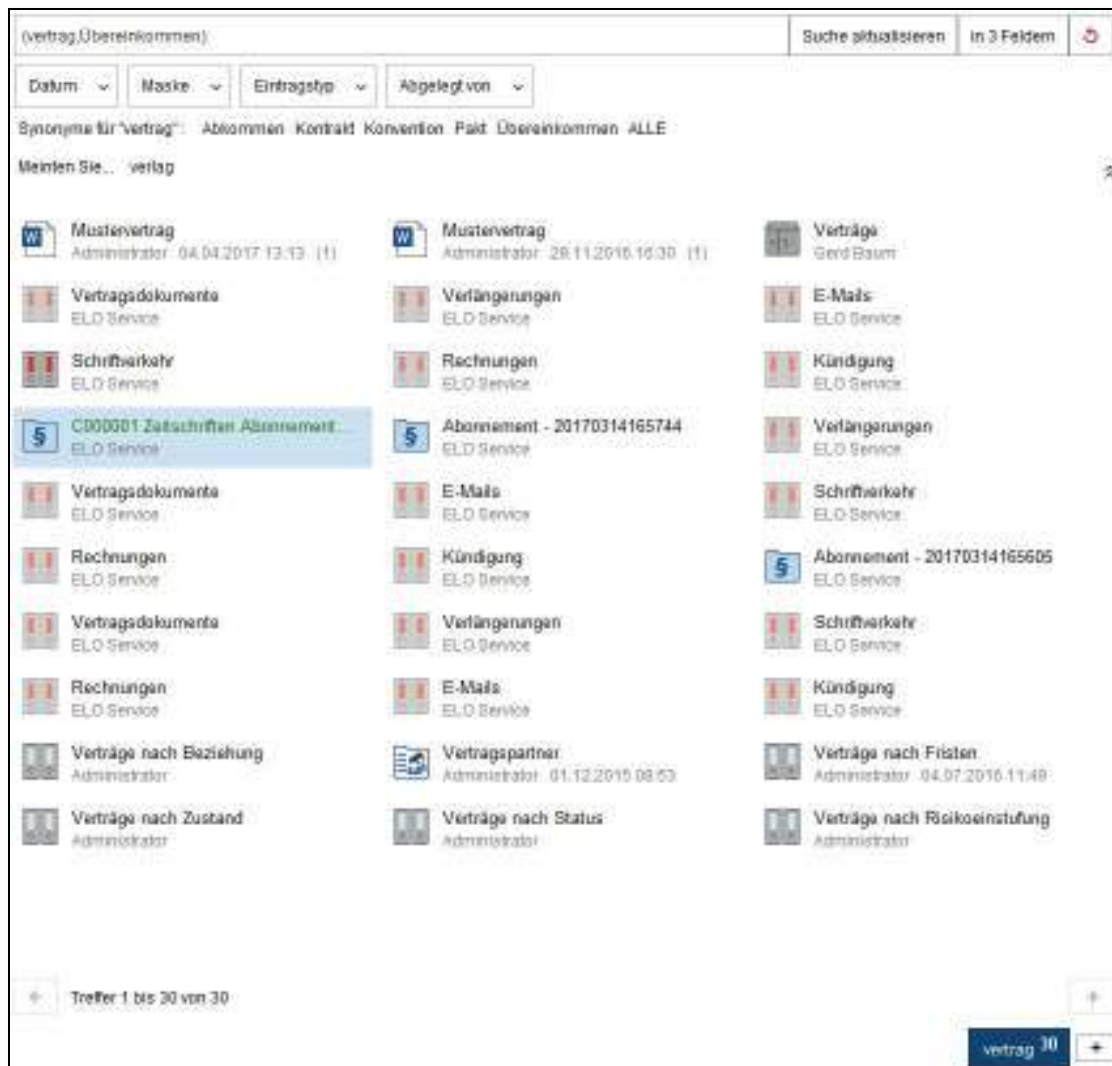 (vertrag,Übereinkommen) Suche aktualisieren in 3 Feldern
Datum Maske Eintragstyp Abgelegt von
Synonyme für "vertrag": Abkommen Kontrakt Konvention Pakt Übereinkommen ALLE
Meinten Sie... verlag
Mustervertrag Mustervertrag Verträge
Administrator 04.04.2017 13:13 (1) Administrator 28.11.2016 16:30 (1) Gerd Baum
Vertragsdokumente Verlängerungen E-Mails
ELO Service ELO Service ELO Service
Schriftverkehr Rechnungen Kündigung
ELO Service ELO Service ELO Service
C000001 Zeitschriften Abonnement... Abonnement - 20170314165744 Verlängerungen
ELO Service ELO Service ELO Service
Vertragsdokumente E-Mails Schriftverkehr
ELO Service ELO Service ELO Service
Rechnungen Kündigung Abonnement - 20170314165605
ELO Service ELO Service ELO Service
Vertragsdokumente Verlängerungen Schriftverkehr
ELO Service ELO Service ELO Service
Rechnungen E-Mails Kündigung
ELO Service ELO Service ELO Service
Verträge nach Beziehung Vertragspartner Verträge nach Fristen
Administrator Administrator 01.12.2015 08:53 Administrator 04.07.2016 11:49
Verträge nach Zustand Verträge nach Status Verträge nach Risikoeinstufung
Administrator Administrator Administrator
Treffer 1 bis 30 von 30
vertrag 30 +